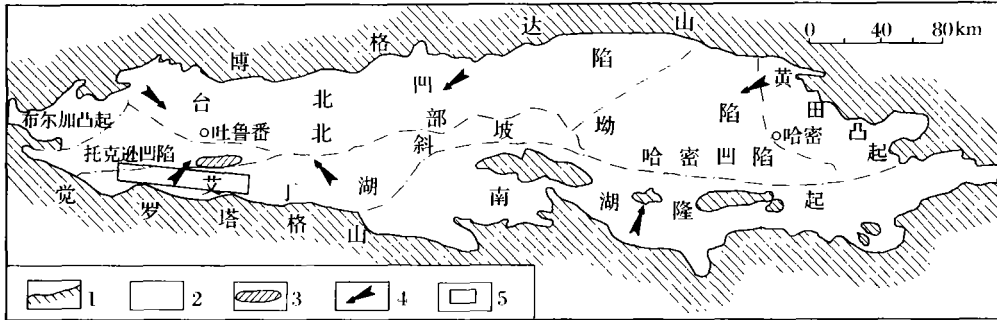 博格达山
0 40 80 km
台北凹陷
黄田凸起
布尔加凸起
北部坳陷
吐鲁番
哈密
托克逊凹陷
哈密凹陷
艾丁湖斜坡
南湖隆起
觉罗塔格山
1 2 3 4 5